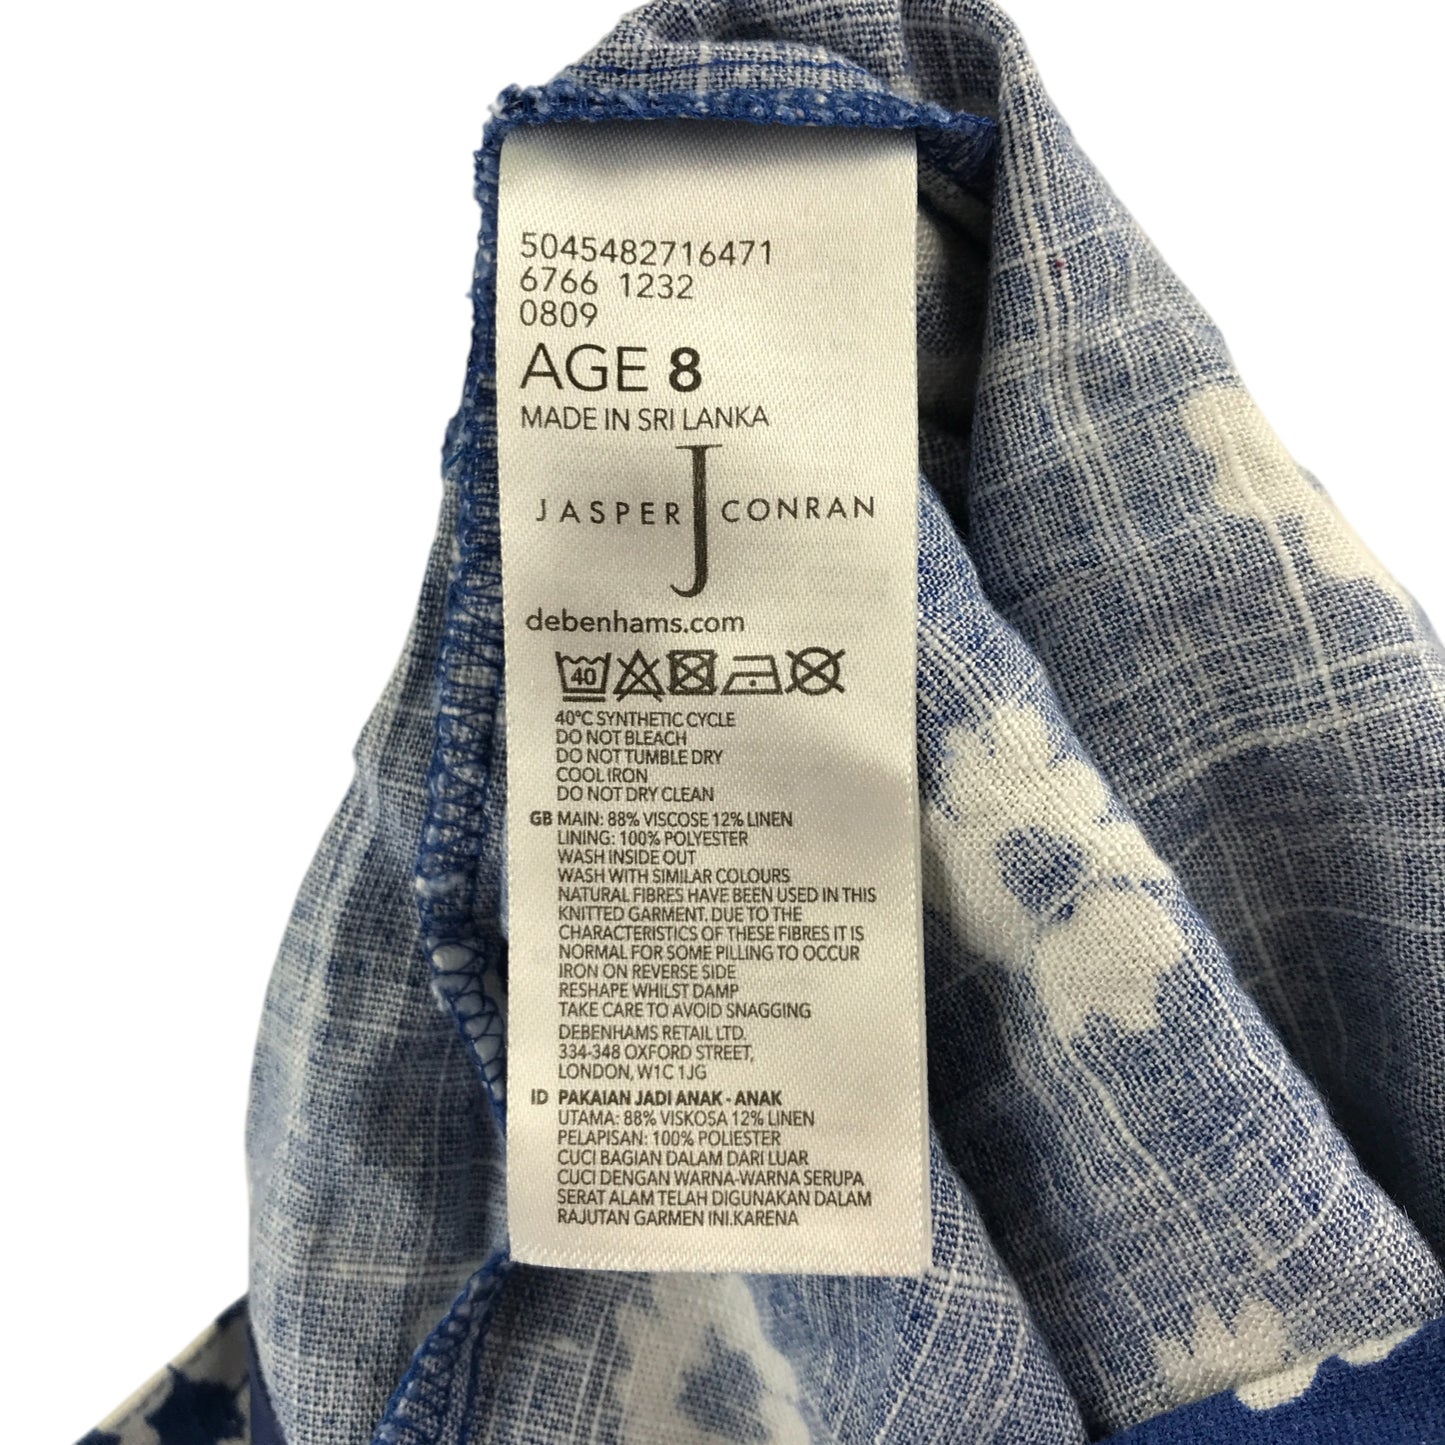 5045482716471
6766 1232
0809
AGE 8
MADE IN SRI LANKA
J
JASPER CONRAN
debenhams.com
40
40°C SYNTHETIC CYCLE
DO NOT BLEACH
DO NOT TUMBLE DRY
COOL IRON
DO NOT DRY CLEAN
GB MAIN: 88% VISCOSE 12% LINEN
LINING: 100% POLYESTER
WASH INSIDE OUT
WASH WITH SIMILAR COLOURS
NATURAL FIBRES HAVE BEEN USED IN THIS
KNITTED GARMENT. DUE TO THE
CHARACTERISTICS OF THESE FIBRES IT IS
NORMAL FOR SOME PILLING TO OCCUR
IRON ON REVERSE SIDE
RESHAPE WHILST DAMP
TAKE CARE TO AVOID SNAGGING
DEBENHAMS RETAIL LTD.
334-348 OXFORD STREET,
LONDON, W1C 1JG
ID PAKAIAN JADI ANAK - ANAK
UTAMA: 88% VISKOSA 12% LINEN
PELAPISAN: 100% POLIESTER
CUCI BAGIAN DALAM DARI LUAR
CUCI DENGAN WARNA-WARNA SERUPA
SERAT ALAM TELAH DIGUNAKAN DALAM
RAJUTAN GARMEN INI.KARENA